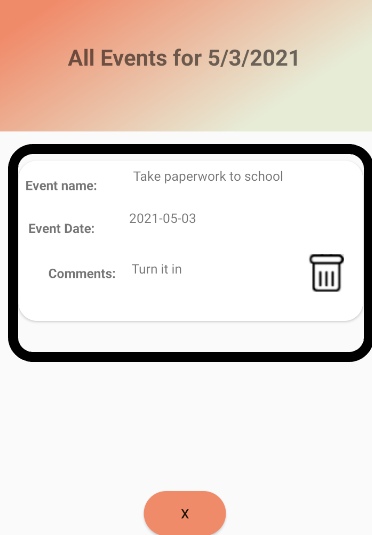 All Events for 5/3/2021
Event name: Take paperwork to school
Event Date: 2021-05-03
Comments: Turn it in
X